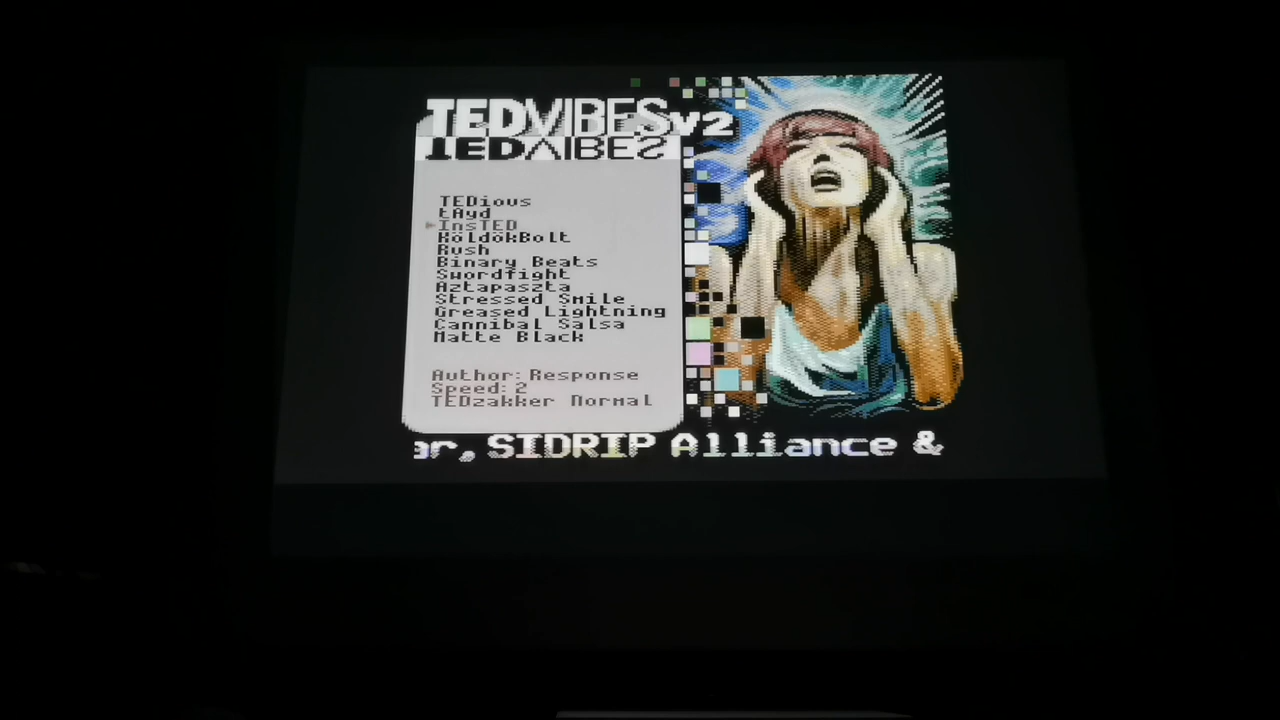 TEDVIBESv2
TEDVIBES
TEDious
tAyd
InsTED
KöldökBolt
Rush
Binary Beats
Swordfight
Aztapaszta
Stressed Smile
Greased Lightning
Cannibal Salsa
Matte Black
Author: Response
Speed: 2
TEDzakker Normal
ar, SIDRIP Alliance &